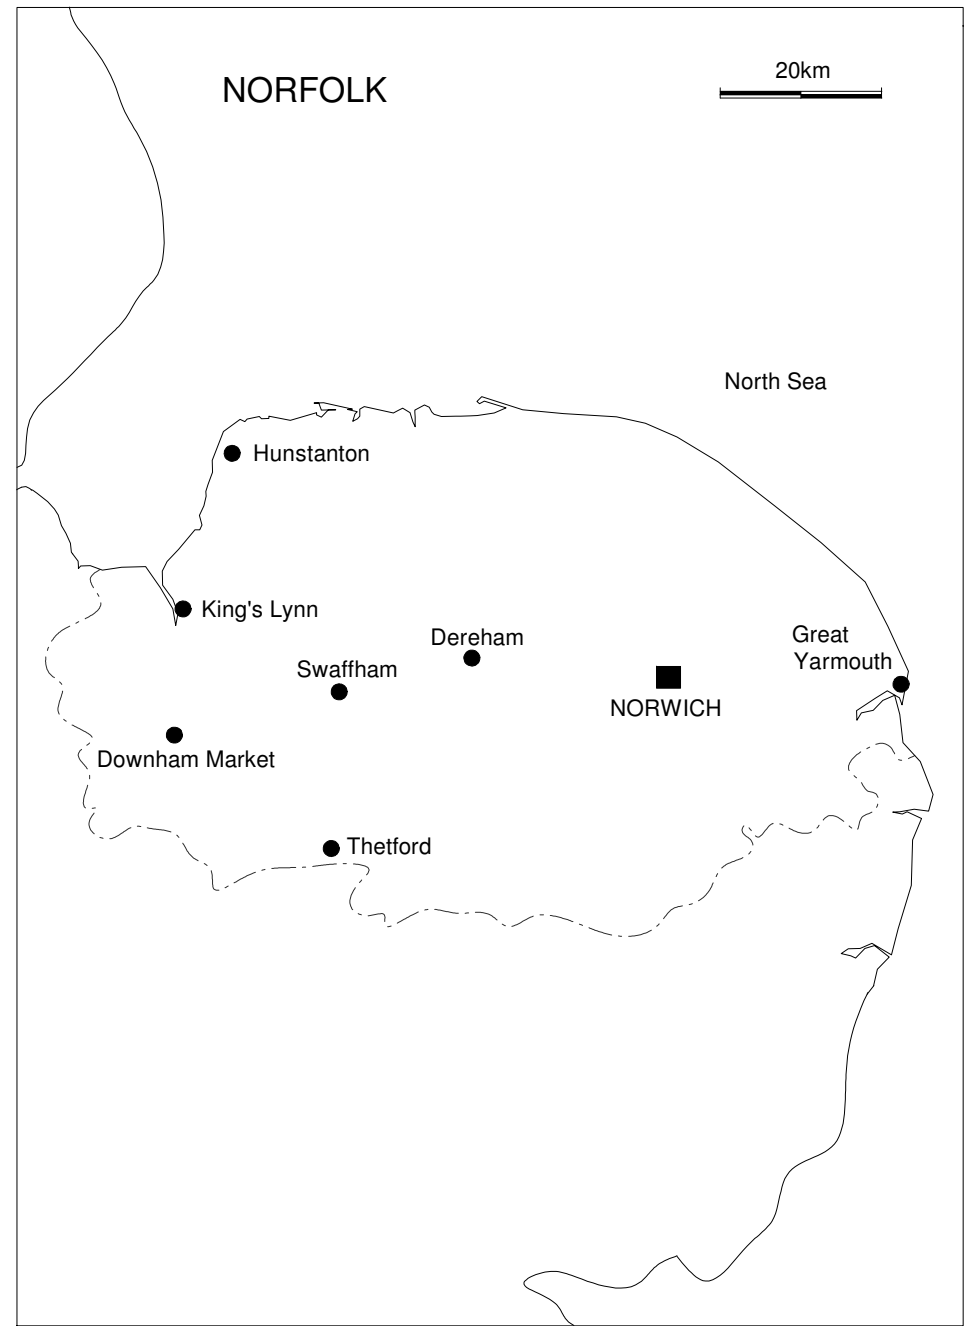 20km
NORFOLK
North Sea
Hunstanton
King's Lynn
Great
Yarmouth
Dereham
Swaffham
NORWICH
Downham Market
Thetford